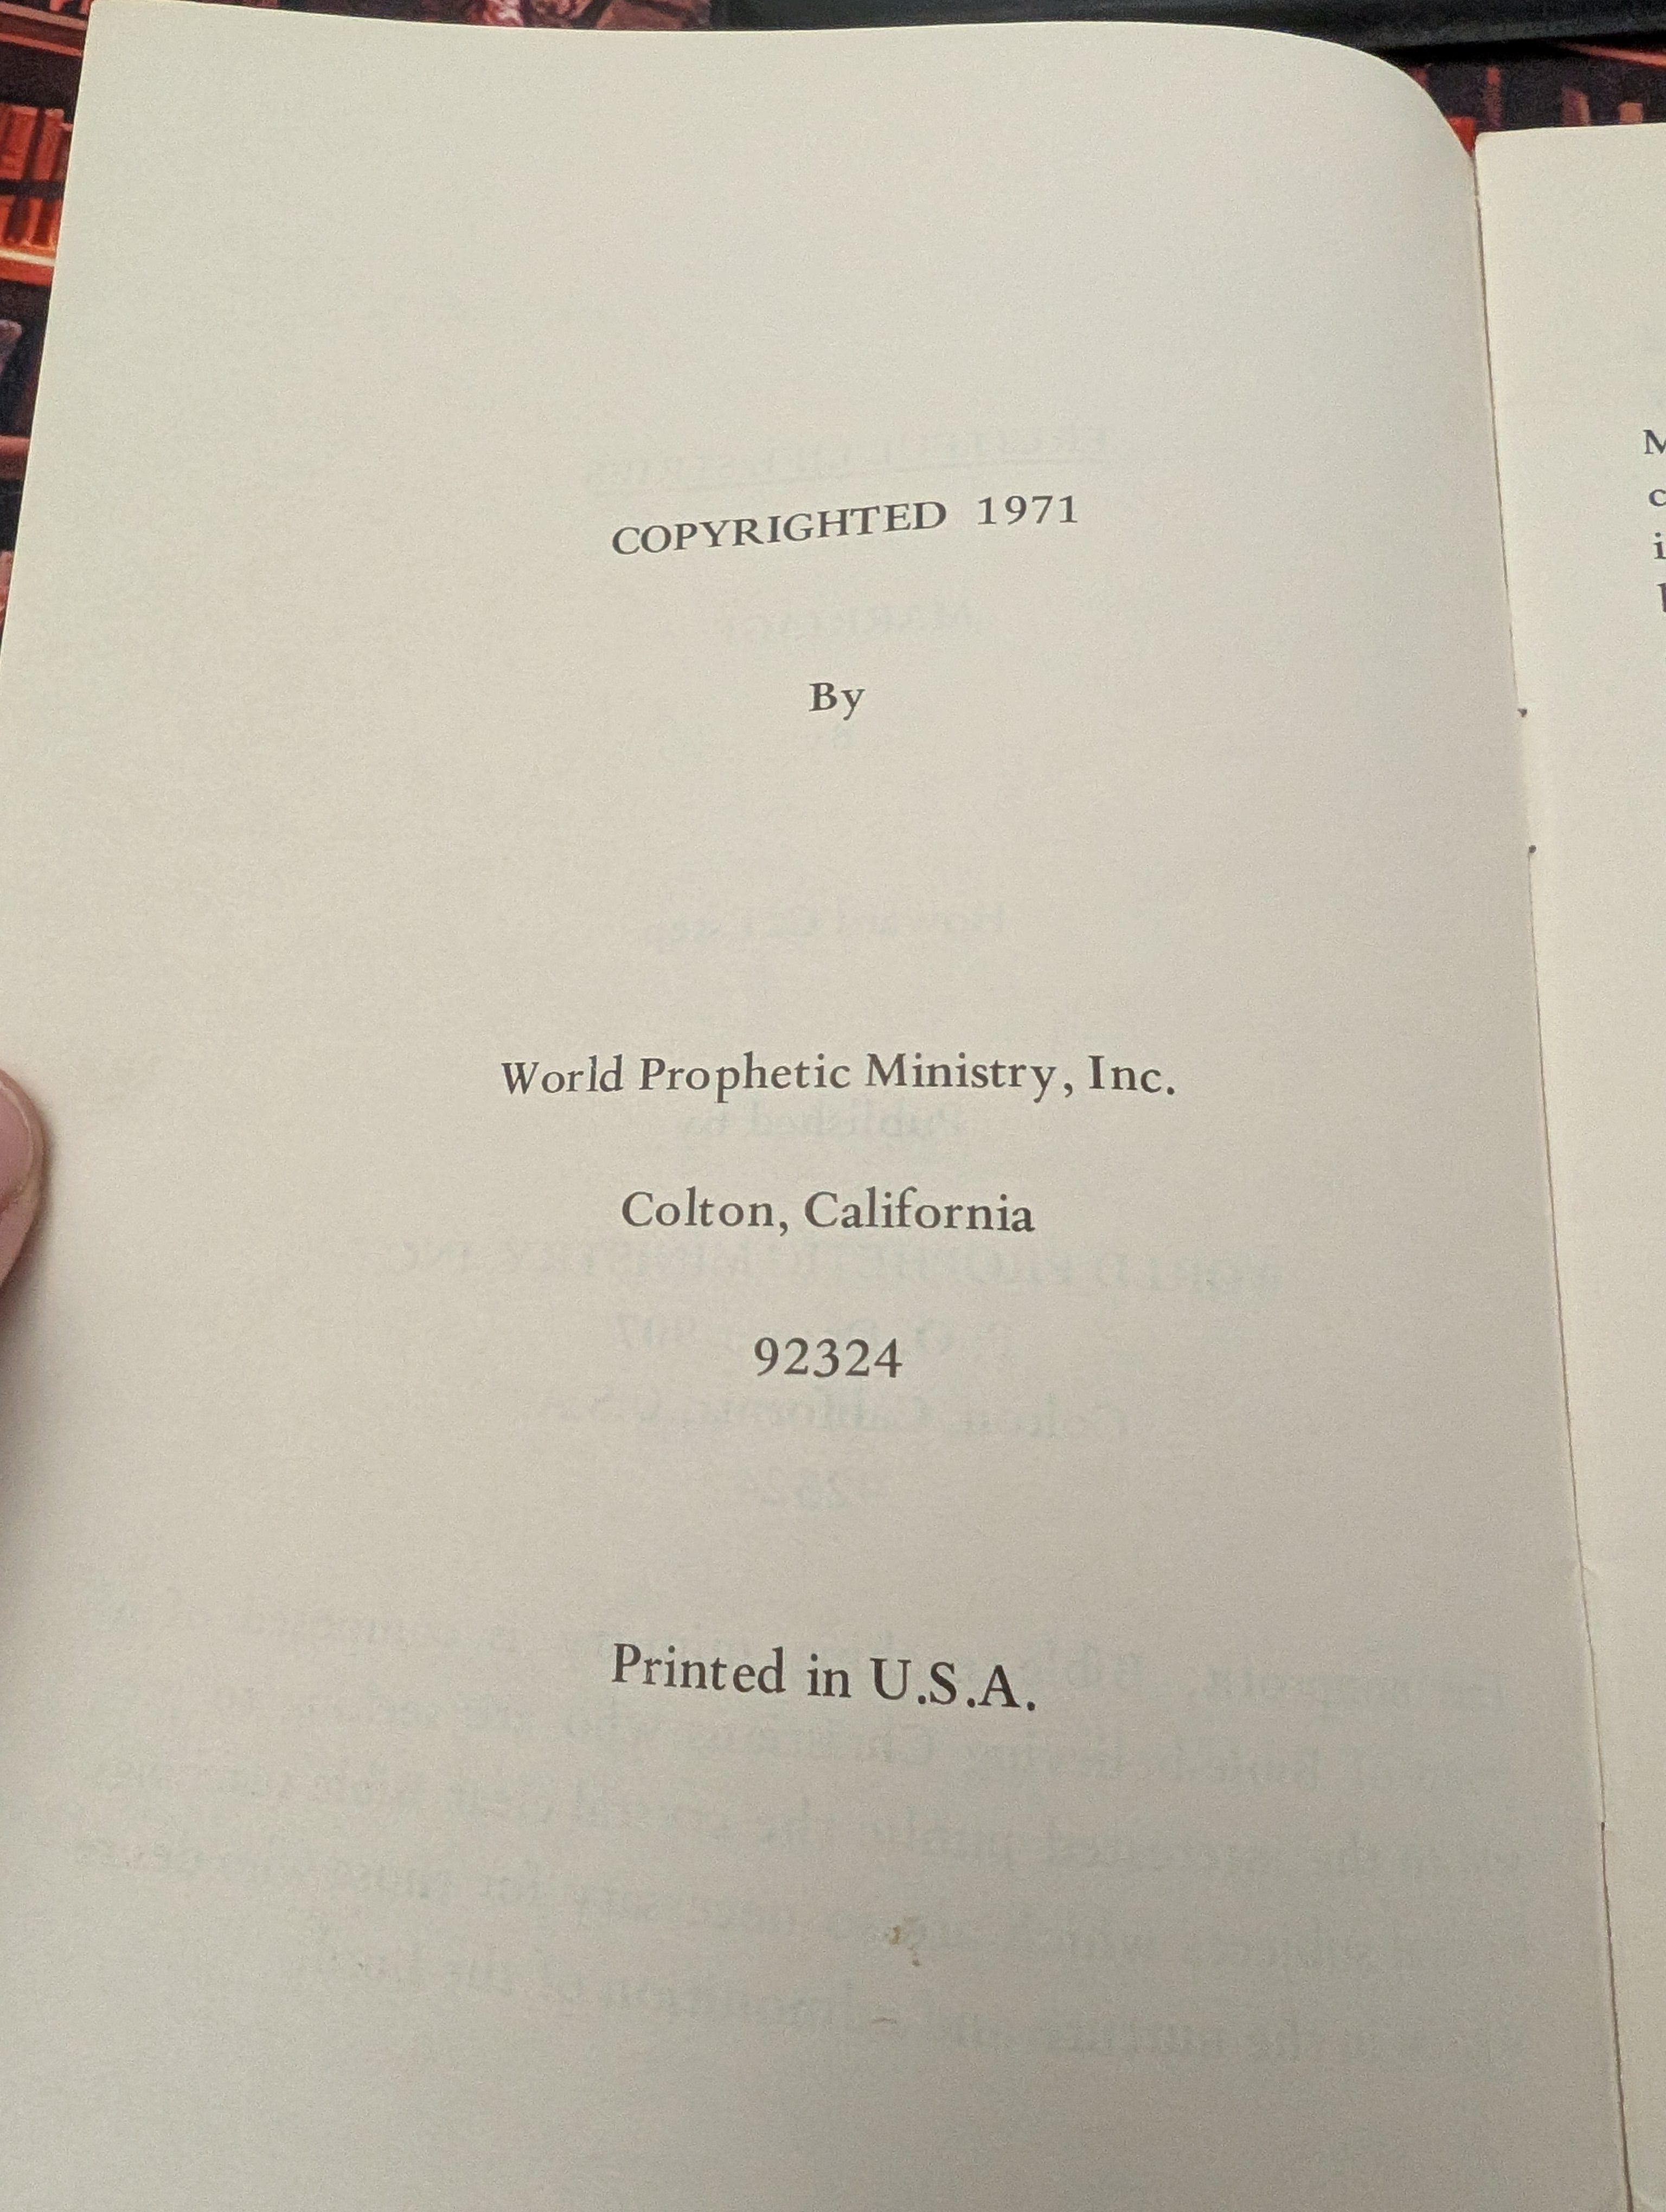 COPYRIGHTED 1971
By
World Prophetic Ministry, Inc.
Colton, California
92324
Printed in U.S.A.